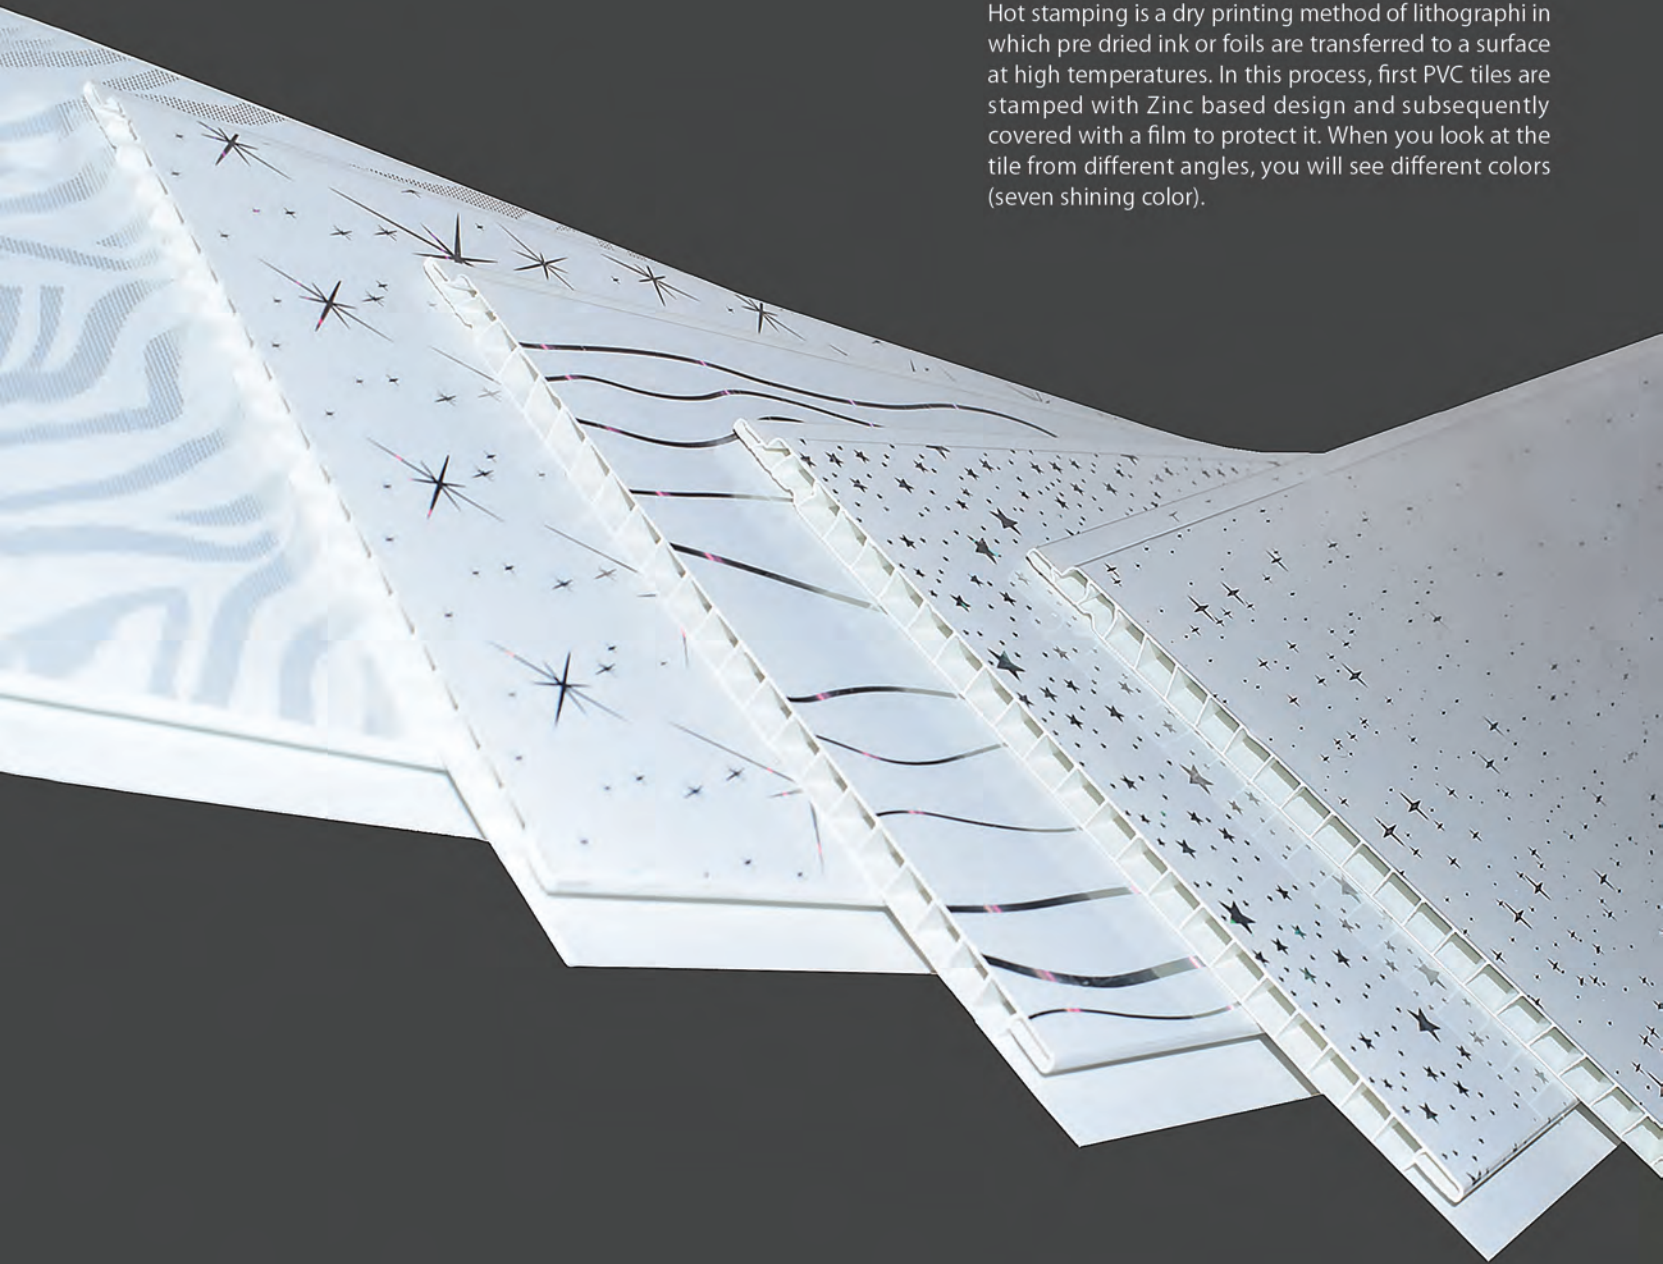 Hot stamping is a dry printing method of lithographi in
which pre dried ink or foils are transferred to a surface
at high temperatures. In this process, first PVC tiles are
stamped with Zinc based design and subsequently
covered with a film to protect it. When you look at the
tile from different angles, you will see different colors
(seven shining color).